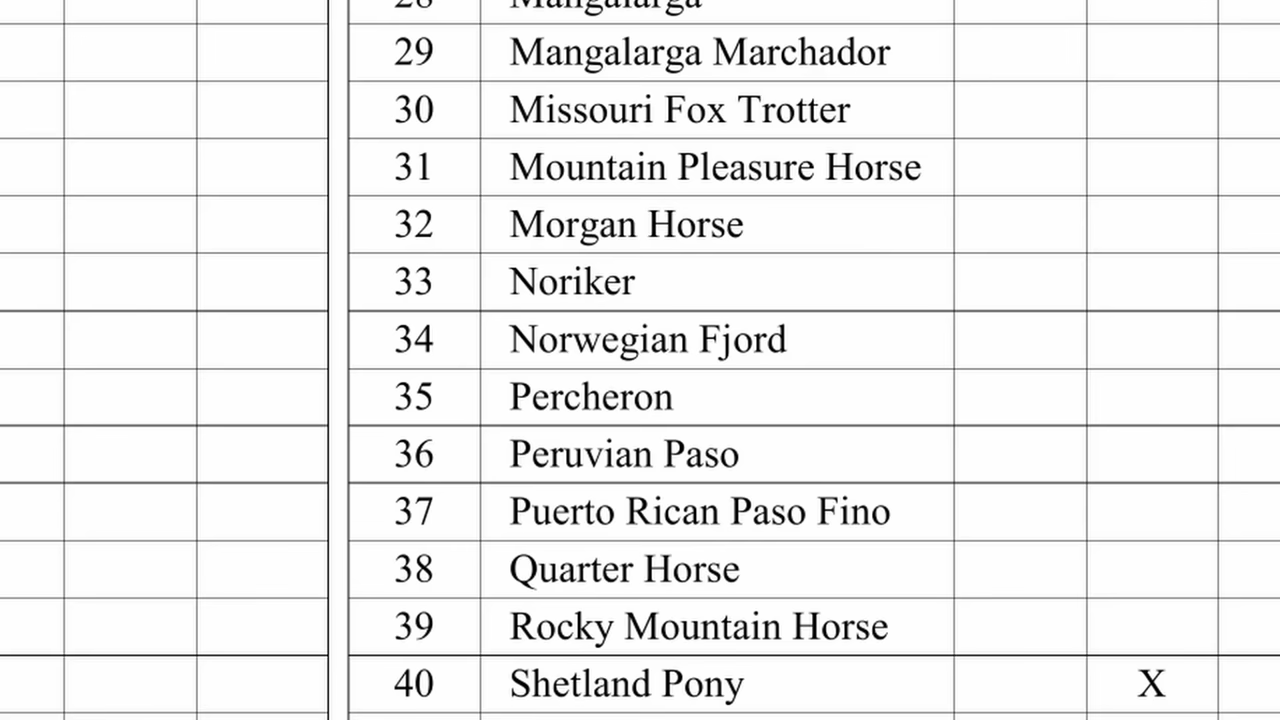 28 Mangalarga
29 Mangalarga Marchador
30 Missouri Fox Trotter
31 Mountain Pleasure Horse
32 Morgan Horse
33 Noriker
34 Norwegian Fjord
35 Percheron
36 Peruvian Paso
37 Puerto Rican Paso Fino
38 Quarter Horse
39 Rocky Mountain Horse
40 Shetland Pony X